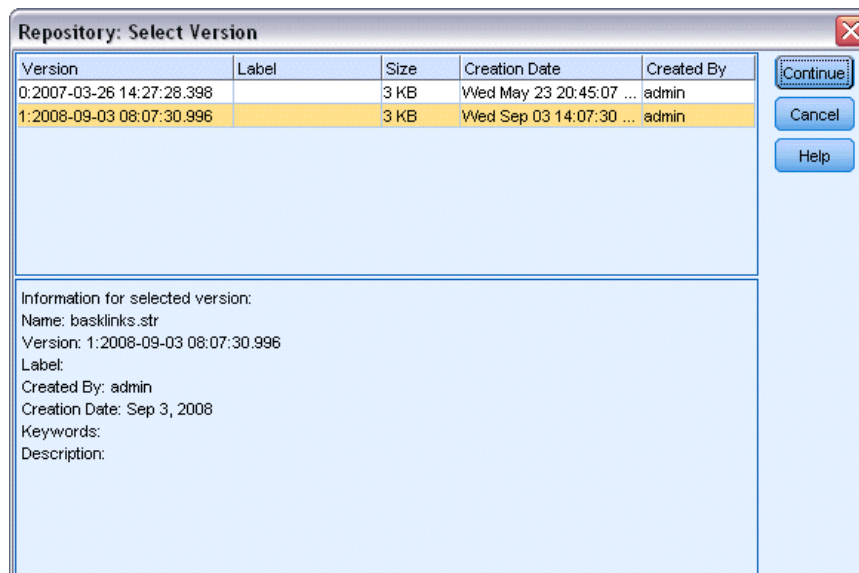 Repository: Select Version
Version Label Size Creation Date Created By
0:2007-03-26 14:27:28.398 3 KB Wed May 23 20:45:07 ... admin
1:2008-09-03 08:07:30.996 3 KB Wed Sep 03 14:07:30 ... admin
Continue
Cancel
Help
Information for selected version:
Name: basklinks.str
Version: 1:2008-09-03 08:07:30.996
Label:
Created By: admin
Creation Date: Sep 3, 2008
Keywords:
Description: